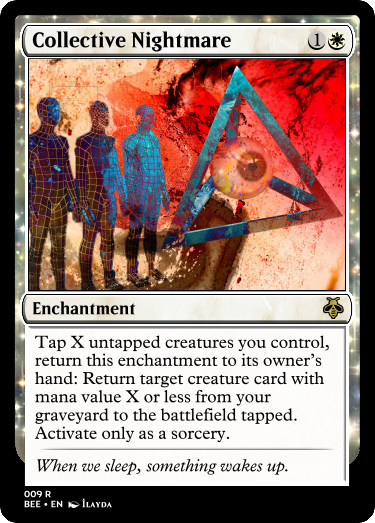 Collective Nightmare 1
Enchantment
Tap X untapped creatures you control,
return this enchantment to its owner's
hand: Return target creature card with
mana value X or less from your
graveyard to the battlefield tapped.
Activate only as a sorcery.
When we sleep, something wakes up.
009 R
BEE • EN İlayda